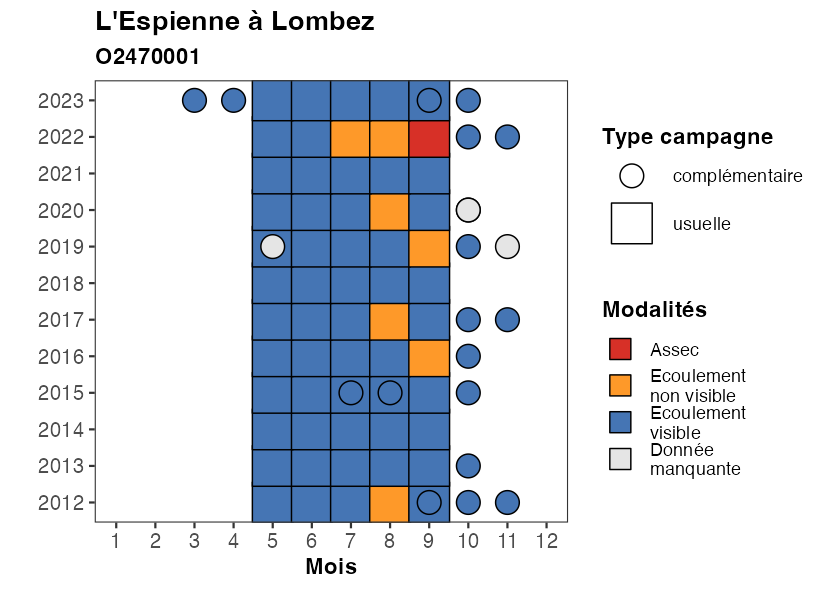 L'Espienne à Lombez
O2470001
2023
2022
2021
2020
2019
2018
2017
2016
2015
2014
2013
2012
1 2 3 4 5 6 7 8 9 10 11 12
Mois
Type campagne
complémentaire
usuelle
Modalités
Assec
Ecoulement
non visible
Ecoulement
visible
Donnée
manquante